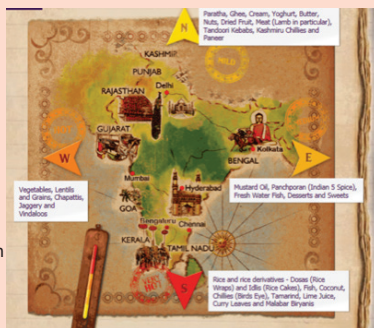 N
Paratha, Ghee, Cream, Yoghurt, Butter,
Nuts, Dried Fruit, Meat (Lamb in particular),
Tandoori Kebabs, Kashmiru Chillies and
Paneer
KASHMIR
MILD
PUNJAB
RAJASTHAN
Delhi
GUJARAT
W
Kolkata
E
BENGAL
Vegetables, Lentils
and Grains, Chapattis,
Jaggery and
Vindaloos
Mumbai
Hyderabad
Mustard Oil, Panchporan (Indian 5 Spice),
Fresh Water Fish, Desserts and Sweets
GOA
Bengaluru
Chennai
KERALA
TAMIL NADU
HOT
S
Rice and rice derivatives - Dosas (Rice
Wraps) and Idlis (Rice Cakes), Fish, Coconut,
Chillies (Birds Eye), Tamarind, Lime Juice,
Curry Leaves and Malabar Biryanis